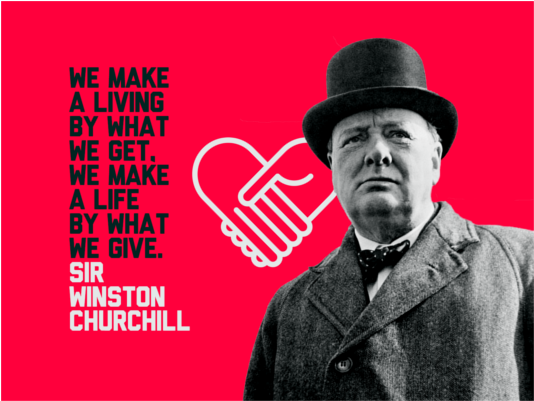 WE MAKE
A LIVING
BY WHAT
WE GET.
WE MAKE
A LIFE
BY WHAT
WE GIVE.
SIR
WINSTON
CHURCHILL